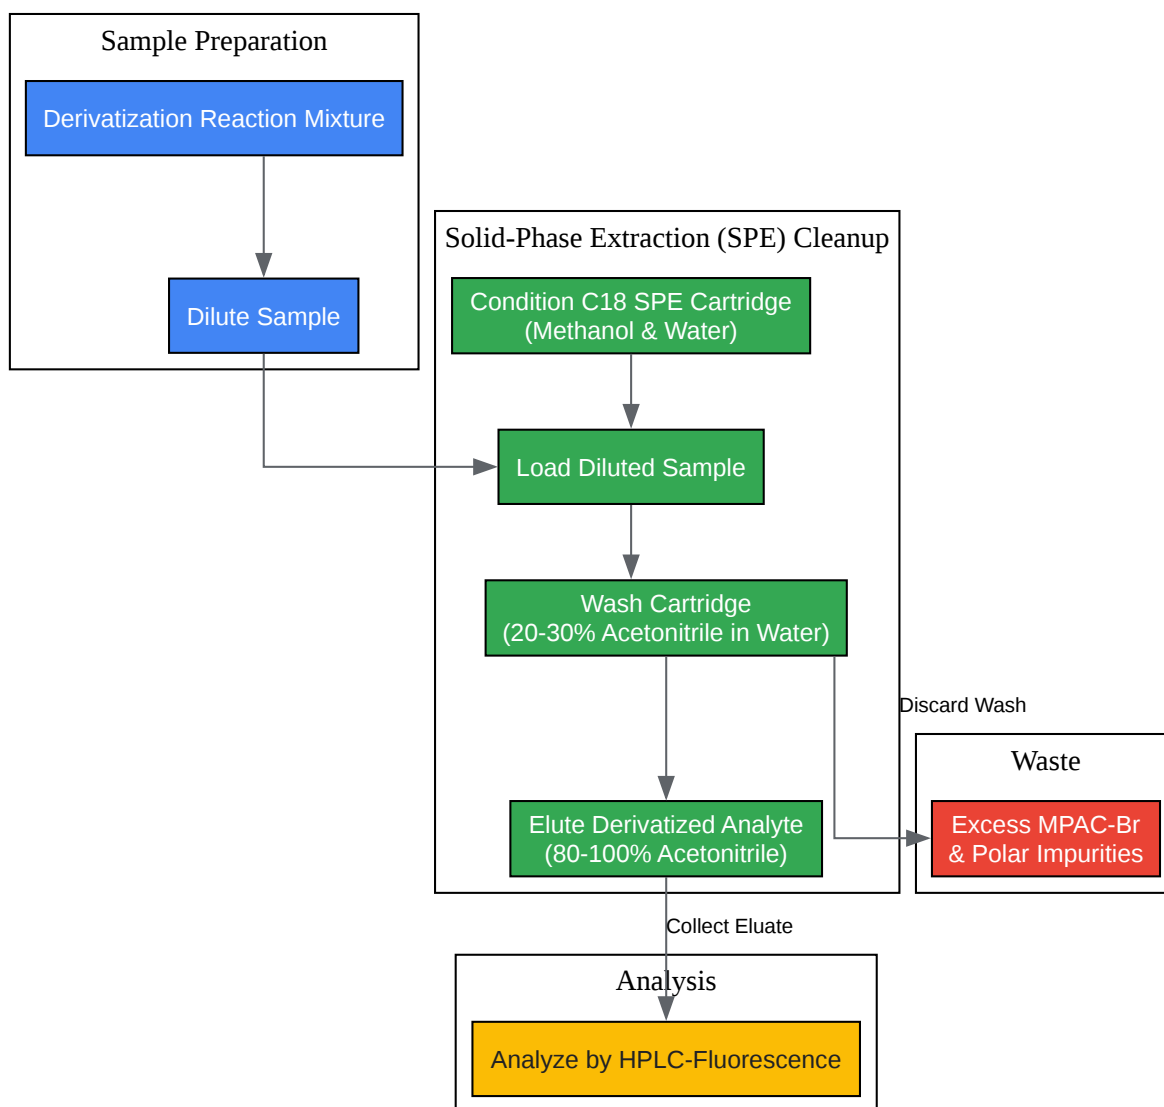 Sample Preparation
Derivatization Reaction Mixture
Dilute Sample
Solid-Phase Extraction (SPE) Cleanup
Condition C18 SPE Cartridge
(Methanol & Water)
Load Diluted Sample
Wash Cartridge
(20-30% Acetonitrile in Water)
Discard Wash
Waste
Excess MPAC-Br
& Polar Impurities
Elute Derivatized Analyte
(80-100% Acetonitrile)
Collect Eluate
Analysis
Analyze by HPLC-Fluorescence